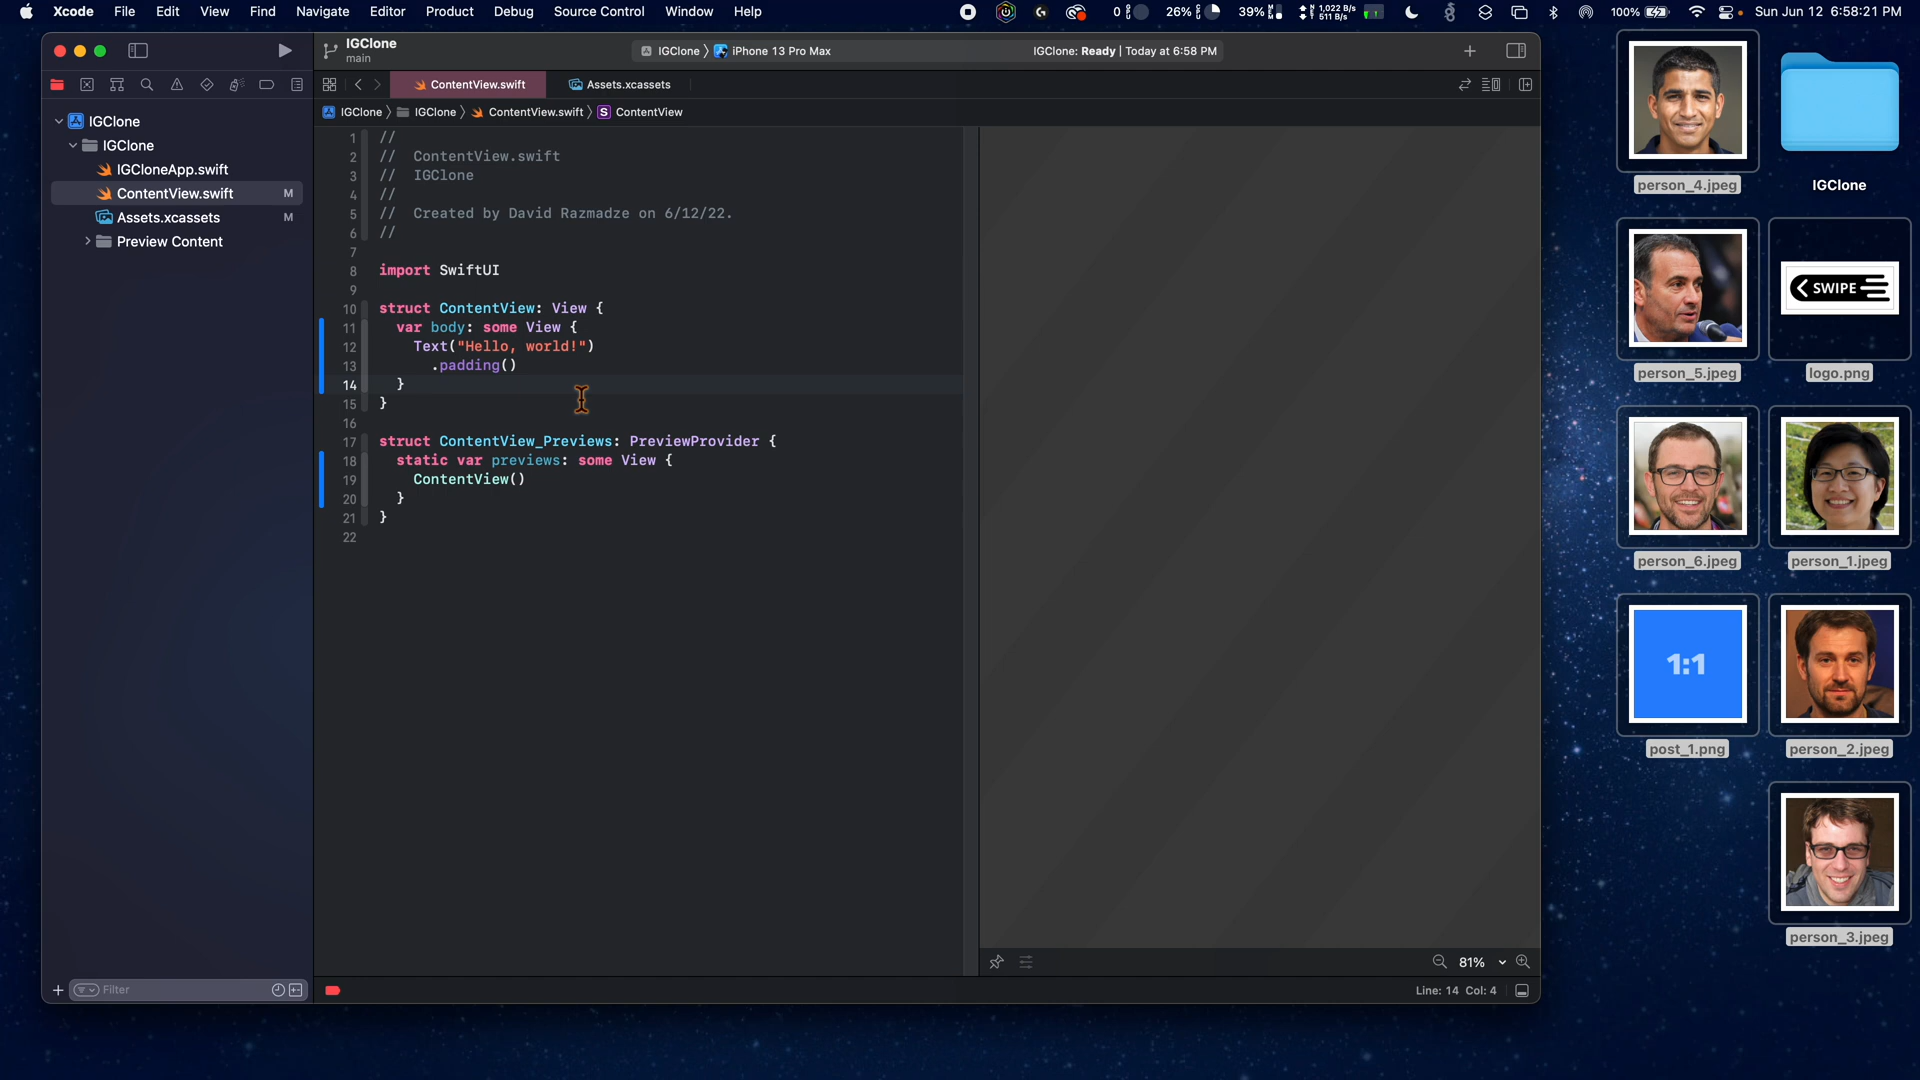 Xcode File Edit View Find Navigate Editor Product Debug Source Control Window Help
0 26% 39% 1,022 B/s 511 B/s 100% Sun Jun 12 6:58:21 PM
IGClone
main
IGClone 〉 iPhone 13 Pro Max
IGClone: Ready | Today at 6:58 PM
ContentView.swift
Assets.xcassets
IGClone 〉 IGClone 〉 ContentView.swift 〉 S ContentView
IGClone
IGClone
IGCloneApp.swift
ContentView.swift M
Assets.xcassets M
Preview Content
Filter
1 //
2 // ContentView.swift
3 // IGClone
4 //
5 // Created by David Razmadze on 6/12/22.
6 //
7
8 import SwiftUI
9
10 struct ContentView: View {
11 var body: some View {
12 Text("Hello, world!")
13 .padding()
14 }
15 }
16
17 struct ContentView_Previews: PreviewProvider {
18 static var previews: some View {
19 ContentView()
20 }
21 }
22
81%
Line: 14 Col: 4
person_4.jpeg
IGClone
person_5.jpeg
SWIPE
logo.png
person_6.jpeg
person_1.jpeg
1:1
post_1.png
person_2.jpeg
person_3.jpeg